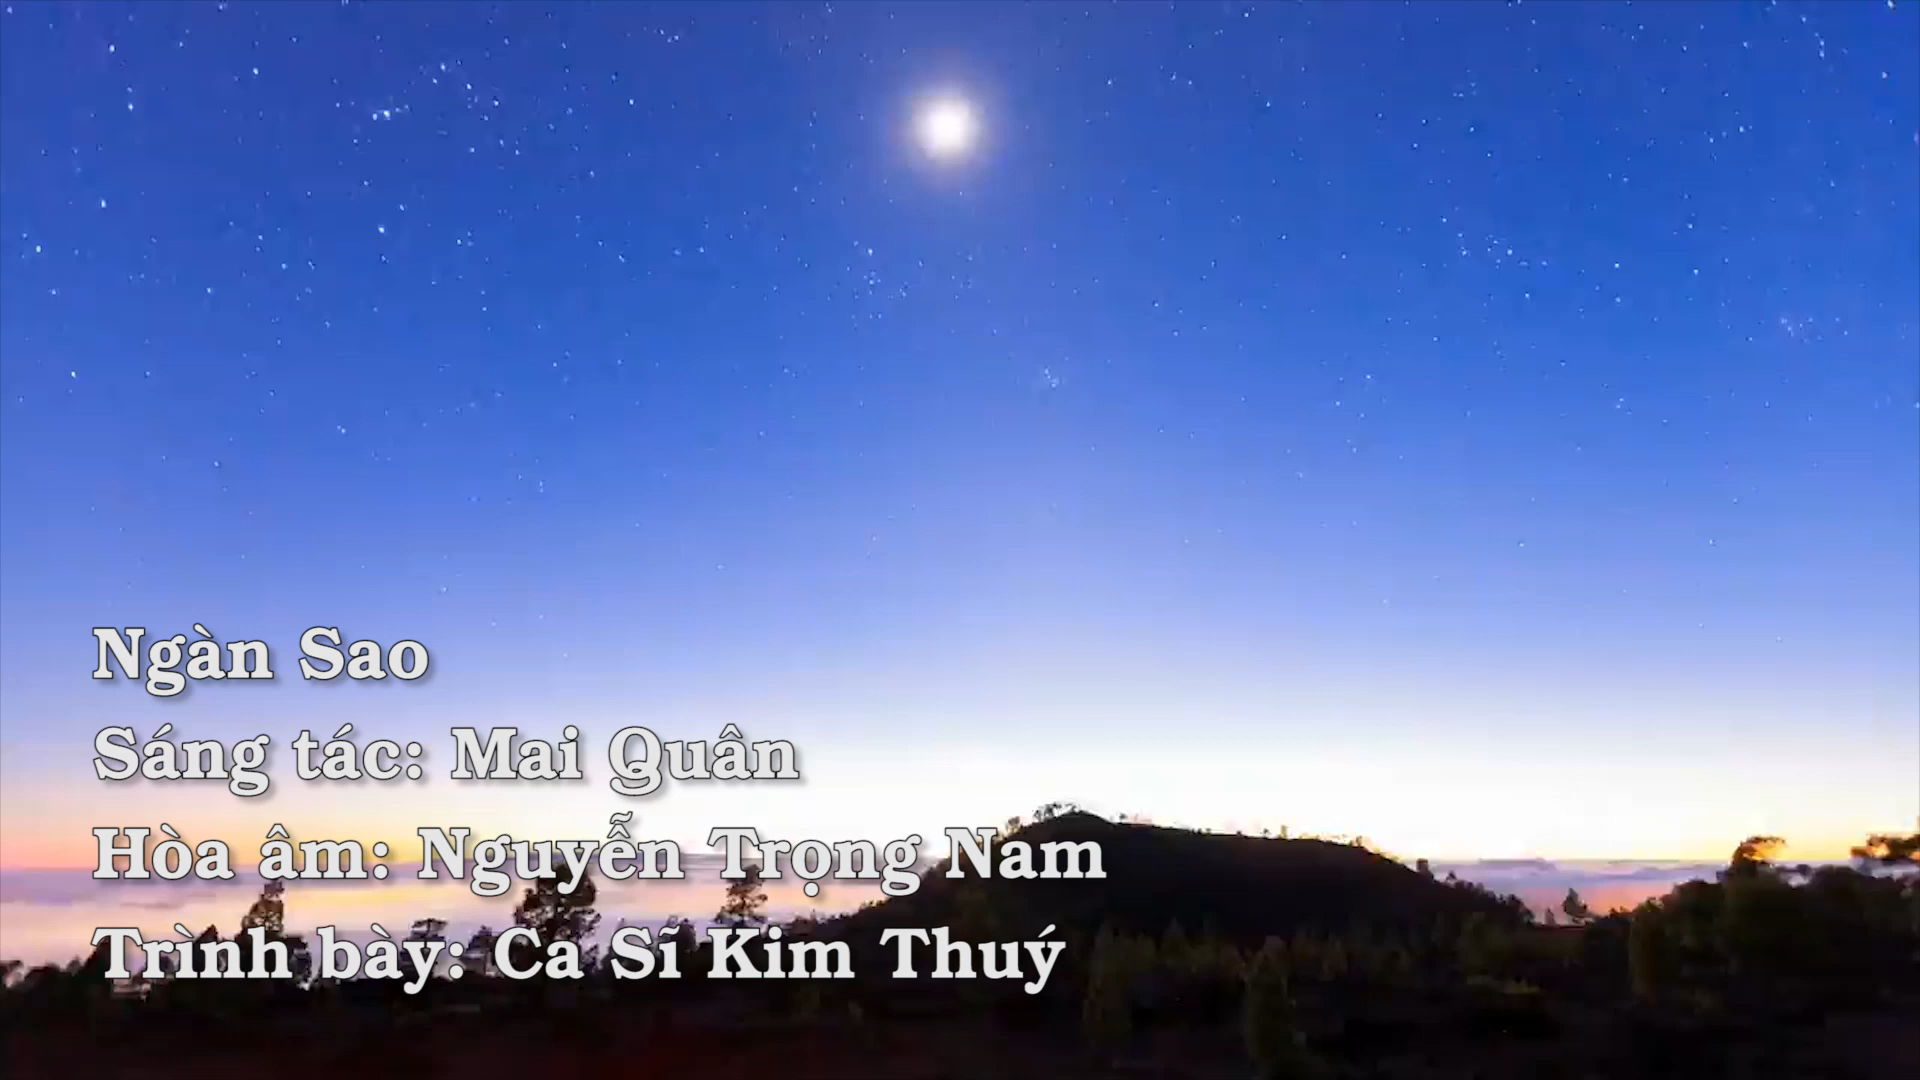 Ngàn Sao
Sáng tác: Mai Quân
Hòa âm: Nguyễn Trọng Nam
Trình bày: Ca Sĩ Kim Thuý